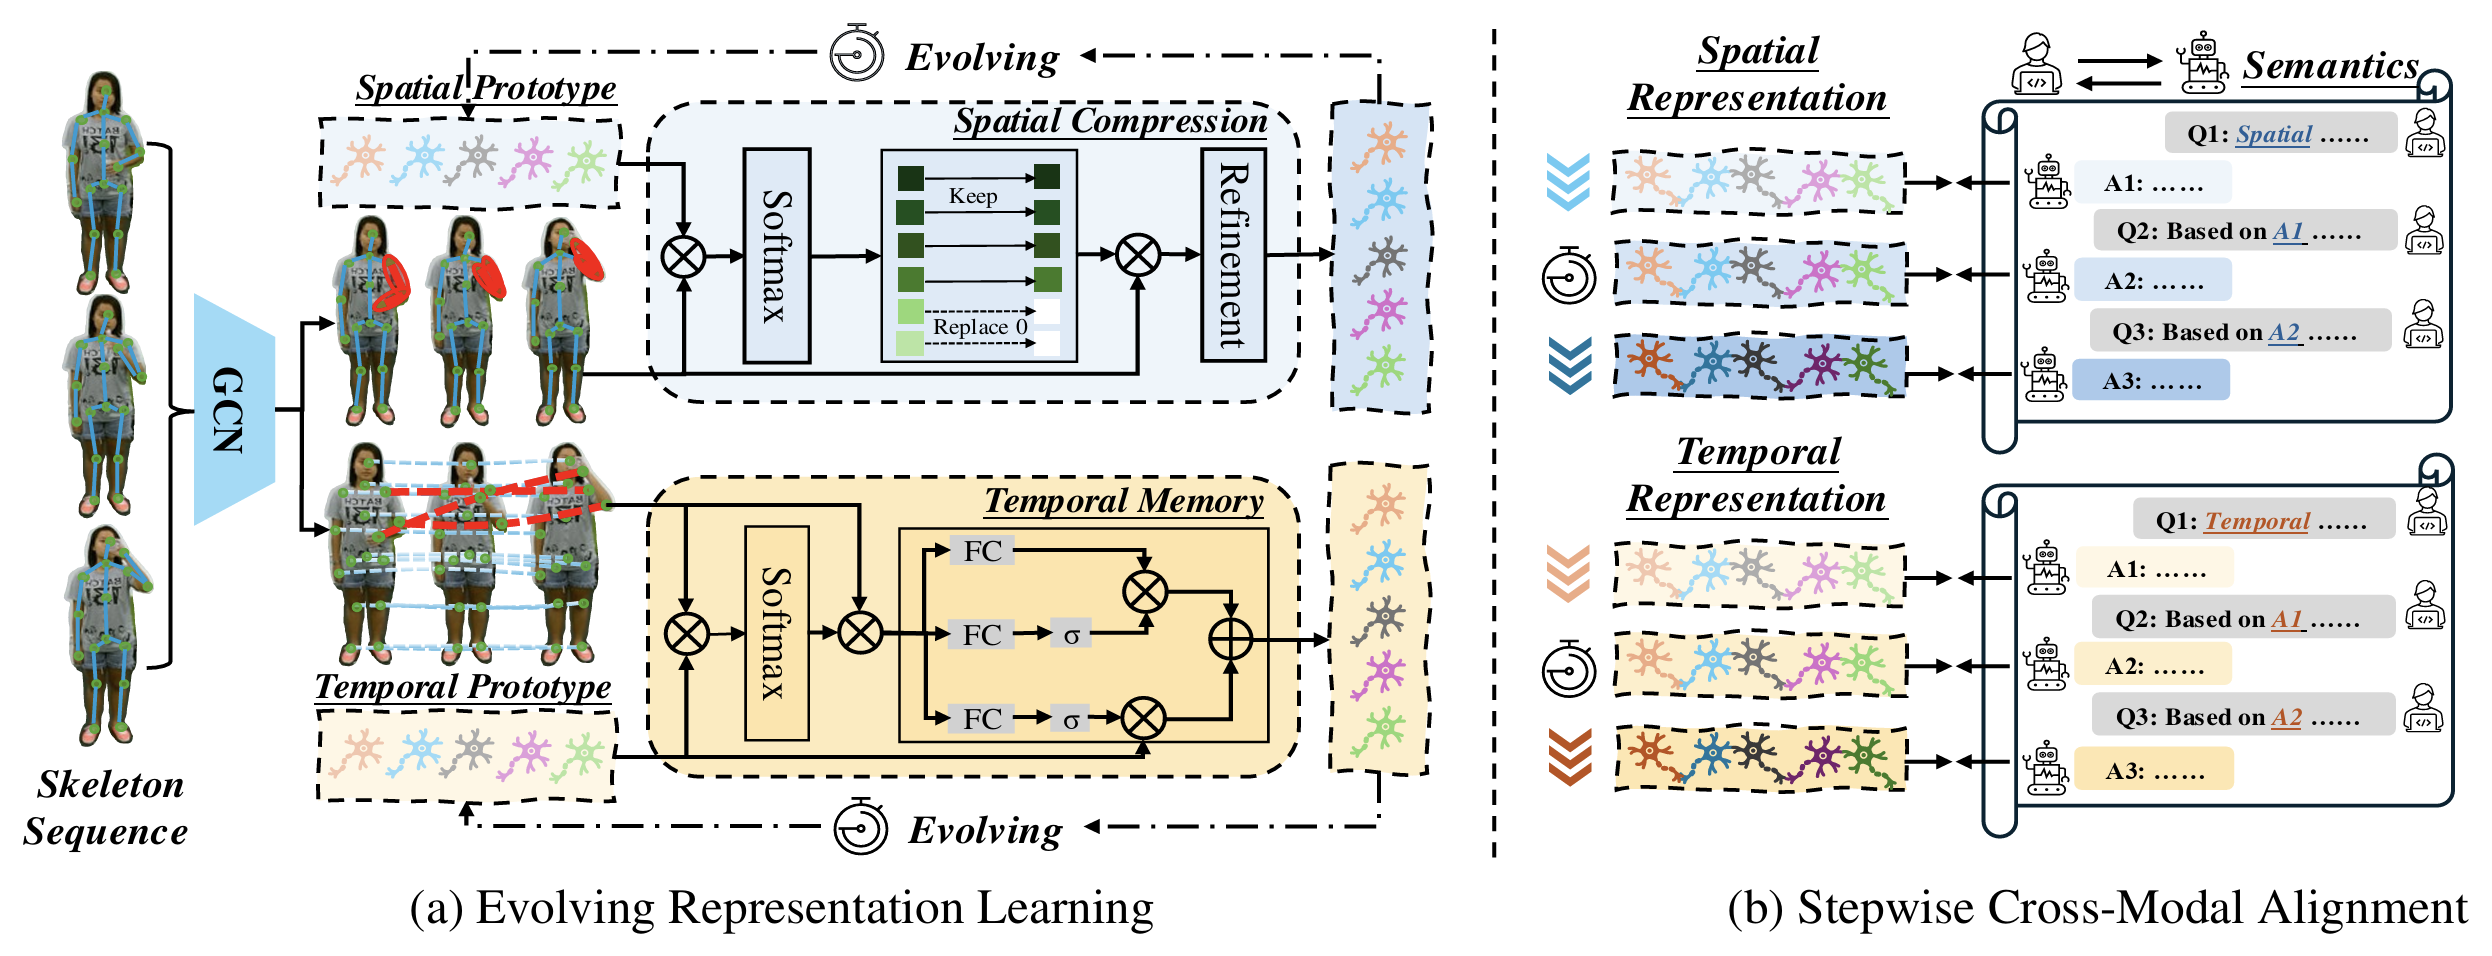 Evolving
Spatial Prototype
Spatial Compression
Softmax
Keep
Replace 0
Refinement
GCN
Temporal Memory
Softmax
FC
FC
σ
FC
σ
Temporal Prototype
Evolving
Skeleton
Sequence
(a) Evolving Representation Learning
Spatial
Representation
Semantics
Q1: Spatial ……
A1: ……
Q2: Based on A1 ……
A2: ……
Q3: Based on A2 ……
A3: ……
Temporal
Representation
Q1: Temporal ……
A1: ……
Q2: Based on A1 ……
A2: ……
Q3: Based on A2 ……
A3: ……
(b) Stepwise Cross-Modal Alignment